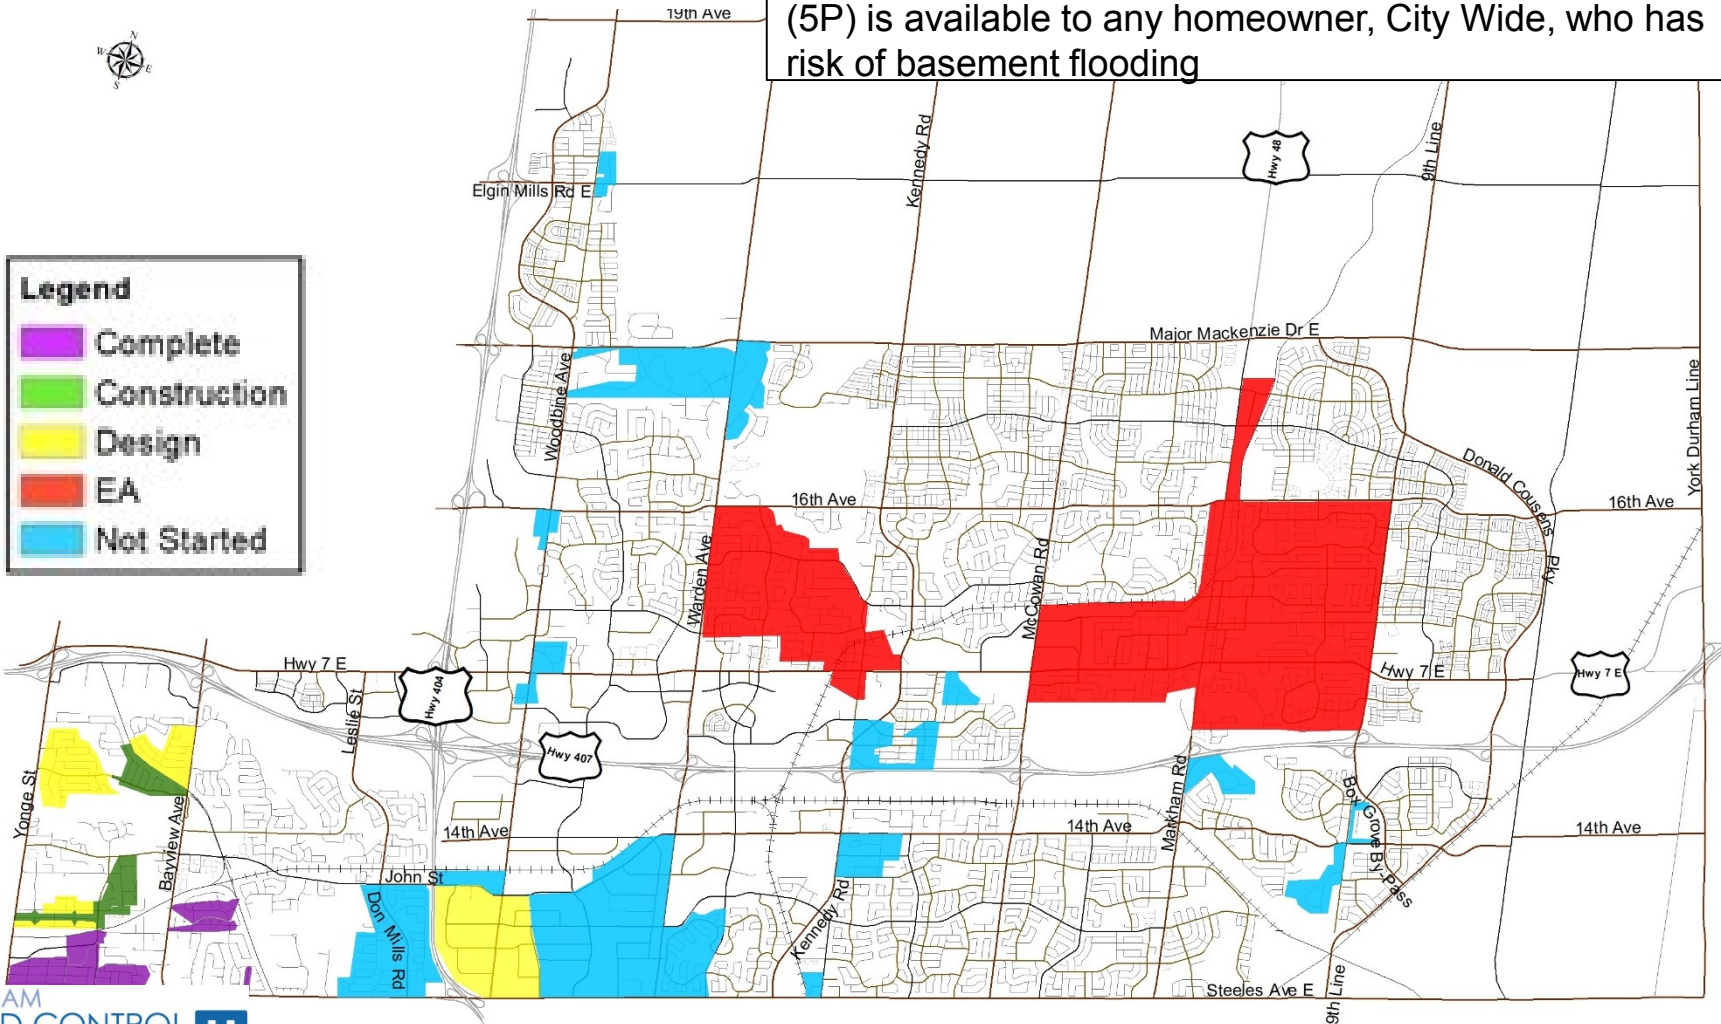 19th Ave
(5P) is available to any homeowner, City Wide, who has
risk of basement flooding
N
W
E
S
Kennedy Rd
Hwy 48
9th Line
Elgin Mills Rd E
Legend
Complete
Construction
Design
EA
Not Started
Major Mackenzie Dr E
Woodbine Ave
York Durham Line
Donald Cousens
Pky
16th Ave
16th Ave
Warden Ave
McCowan Rd
Hwy 7 E
Hwy 404
Leslie St
Hwy 7 E
Hwy 7 E
Hwy 407
Yonge St
Bayview Ave
14th Ave
14th Ave
14th Ave
Markham Rd
Box Grove By-Pass
John St
Don Mills Rd
Kennedy Rd
Steeles Ave E
9th Line
AM
D CONTROL